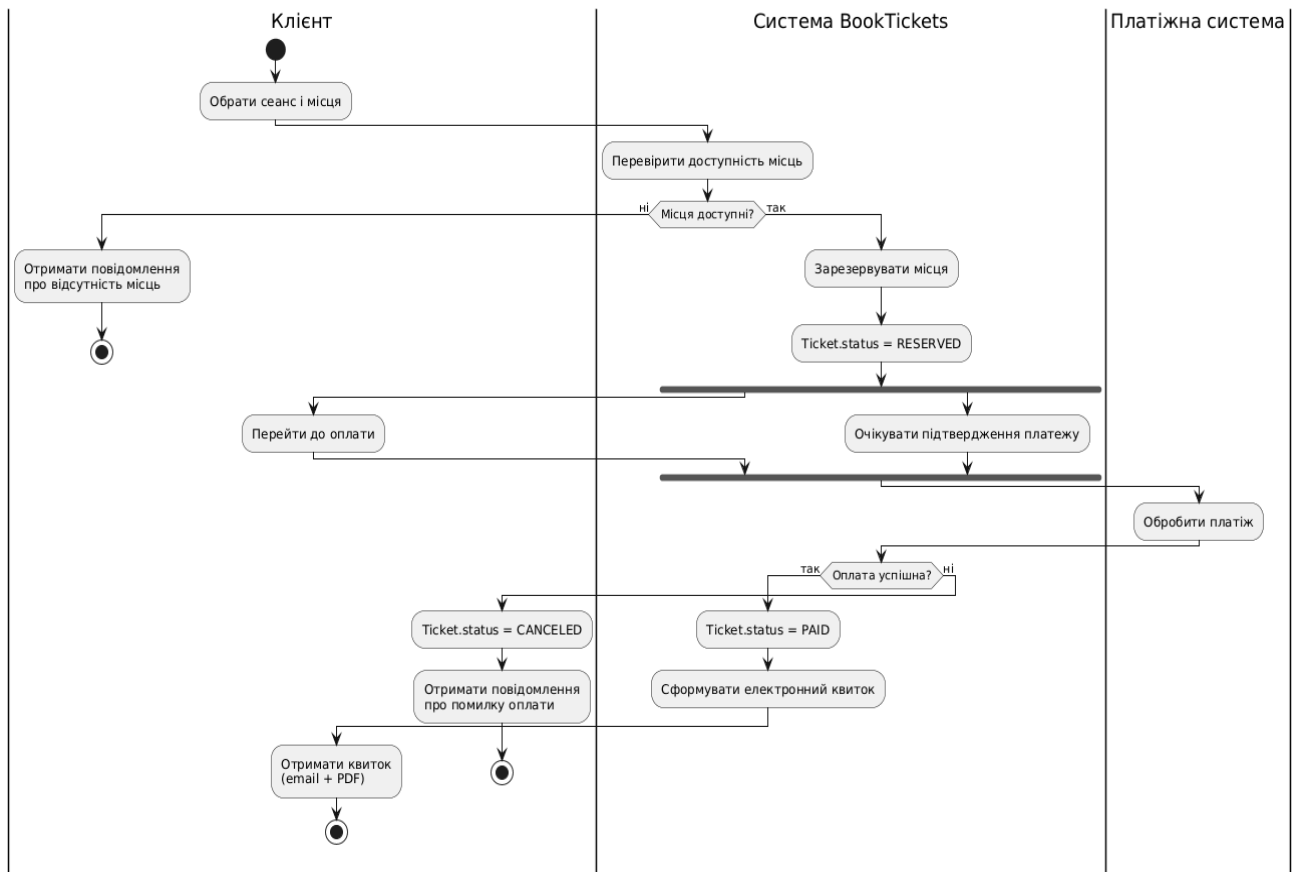 Клієнт
Система BookTickets
Платіжна система
Обрати сеанс і місця
Перевірити доступність місць
ні
Місця доступні?
так
Отримати повідомлення
про відсутність місць
Зарезервувати місця
Ticket.status = RESERVED
Перейти до оплати
Очікувати підтвердження платежу
Обробити платіж
так
Оплата успішна?
ні
Ticket.status = CANCELED
Ticket.status = PAID
Отримати повідомлення
про помилку оплати
Сформувати електронний квиток
Отримати квиток
(email + PDF)